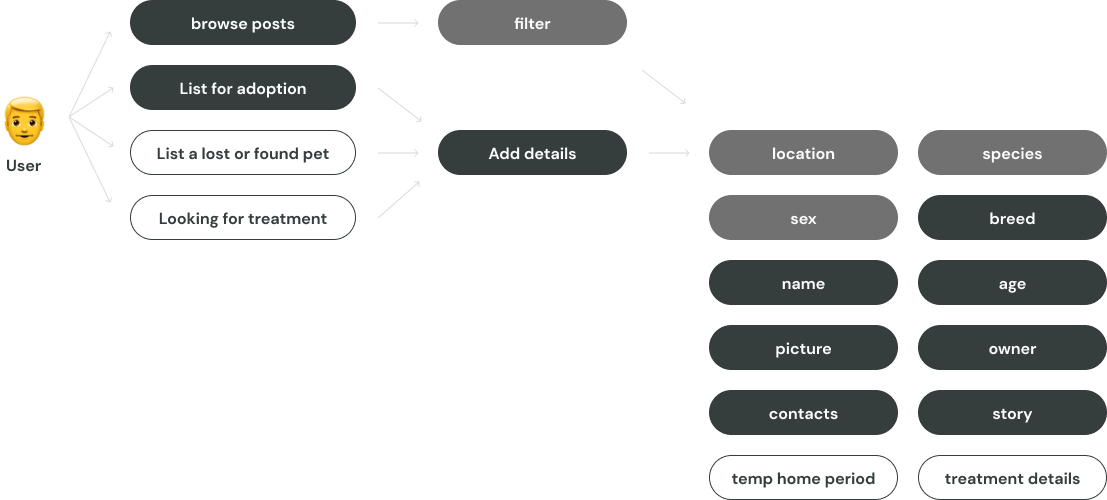 browse posts
filter
List for adoption
User
List a lost or found pet
Add details
location
species
Looking for treatment
sex
breed
name
age
picture
owner
contacts
story
temp home period
treatment details